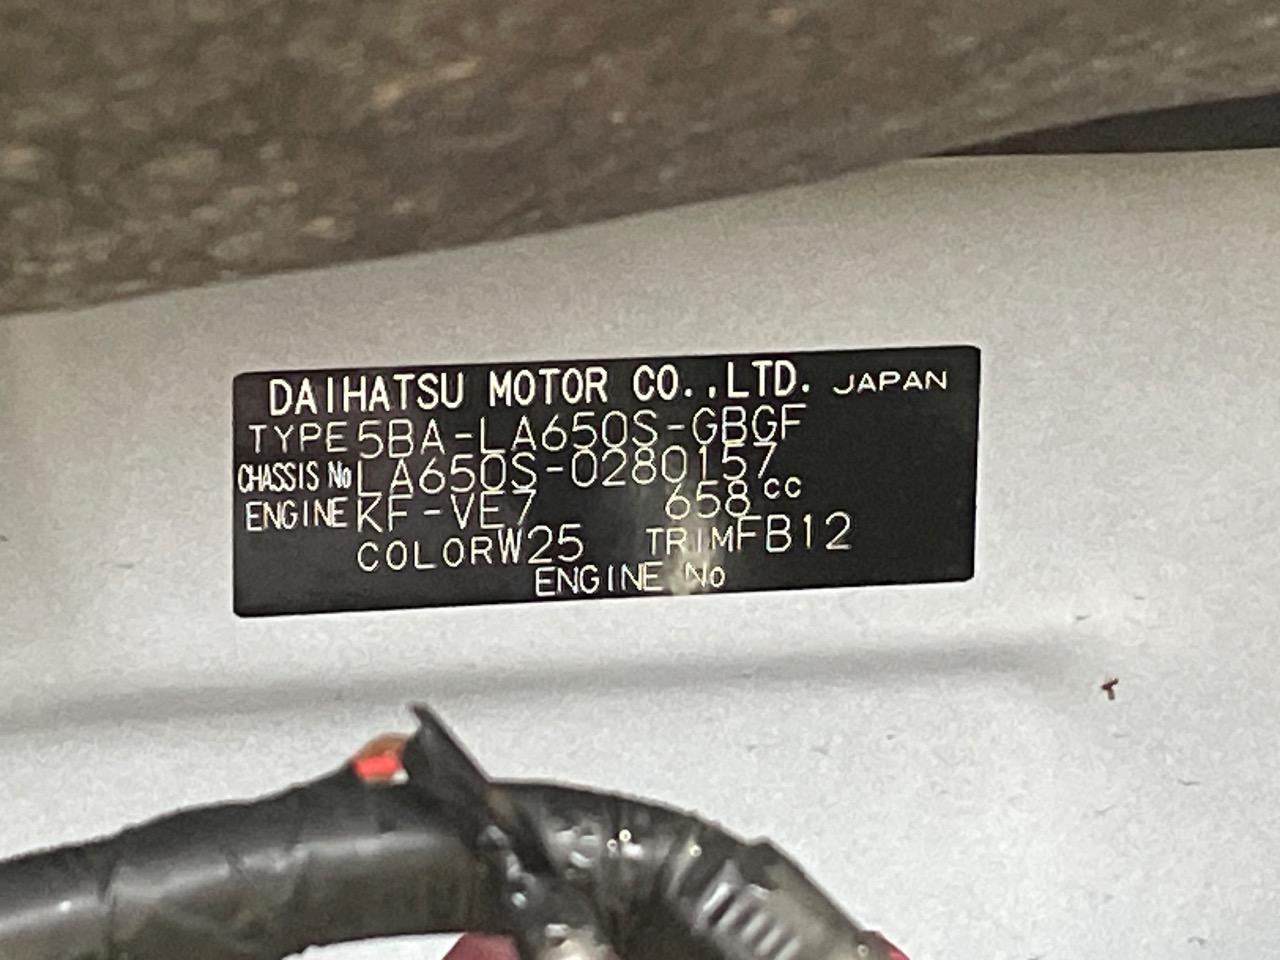 DAIHATSU MOTOR CO.,LTD. JAPAN
TYPE 5BA-LA650S-GBGF
CHASSIS No LA650S-0280157
ENGINE KF-VE7 658 cc
COLOR W25 TRIM FB12
ENGINE No